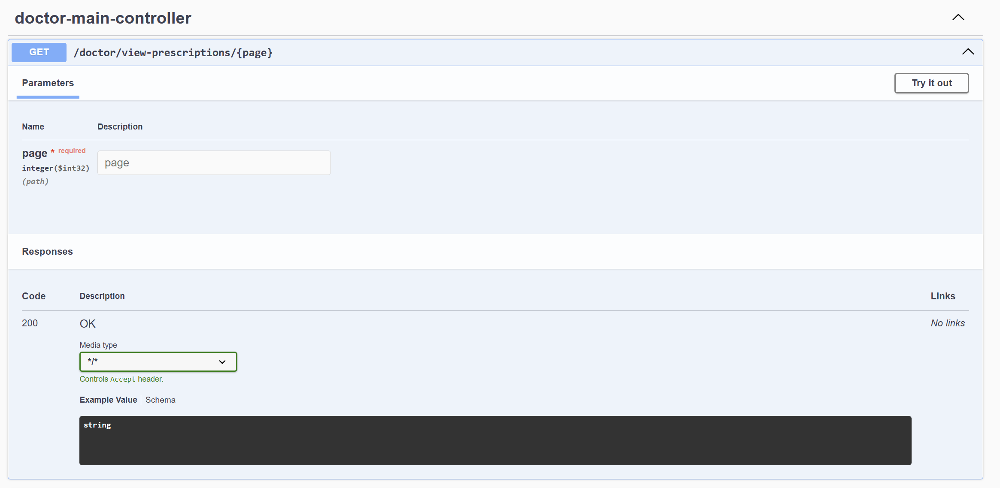 doctor-main-controller
GET /doctor/view-prescriptions/{page}
Parameters Try it out
Name Description
page * required page
integer($int32)
(path)
Responses
Code Description Links
200 OK No links
Media type
*/*
Controls Accept header.
Example Value Schema
string